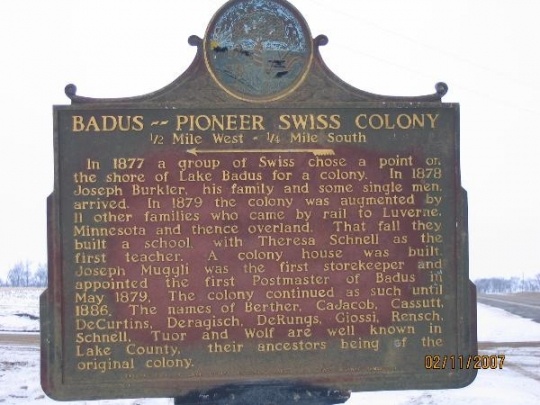 BADUS -- PIONEER SWISS COLONY
1/2 Mile West - 1/4 Mile South
In 1877 a group of Swiss chose a point on
the shore of Lake Badus for a colony. In 1878
Joseph Burkler, his family and some single men,
arrived. In 1879 the colony was augmented by
11 other families who came by rail to Luverne,
Minnesota and thence overland. That fall they
built a school, with Theresa Schnell as the
first teacher. A colony house was built.
Joseph Muggli was the first storekeeper and
appointed the first Postmaster of Badus in
May 1879. The colony continued as such until
1886. The names of Berther, CaJacob, Cassutt,
DeCurtins, Deragisch, DeRungs, Giossi, Rensch,
Schnell, Tuor and Wolf are well known in
Lake County, their ancestors being of the
original colony.
02/11/2007